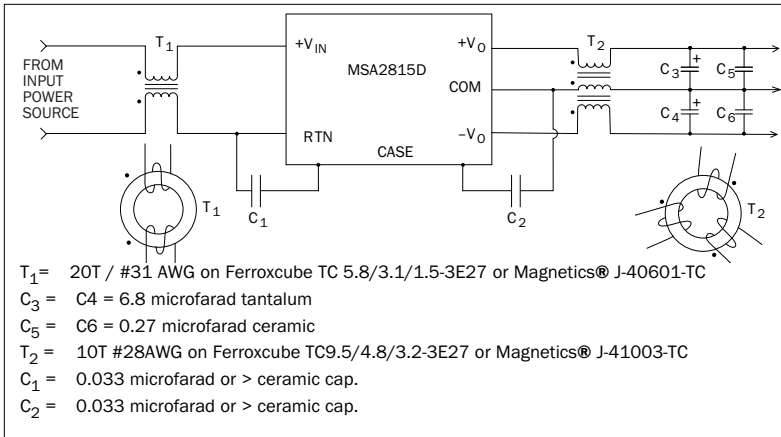 T₁
+V_IN
+V_O
T₂
FROM
INPUT
POWER
SOURCE
MSA2815D
COM
C₃
+
C₅
C₄
+
C₆
RTN
−V_O
CASE
C₁
C₂
T₁
T₂
T₁= 20T / #31 AWG on Ferroxcube TC 5.8/3.1/1.5-3E27 or Magnetics® J-40601-TC
C₃ = C4 = 6.8 microfarad tantalum
C₅ = C6 = 0.27 microfarad ceramic
T₂ = 10T #28AWG on Ferroxcube TC9.5/4.8/3.2-3E27 or Magnetics® J-41003-TC
C₁ = 0.033 microfarad or > ceramic cap.
C₂ = 0.033 microfarad or > ceramic cap.